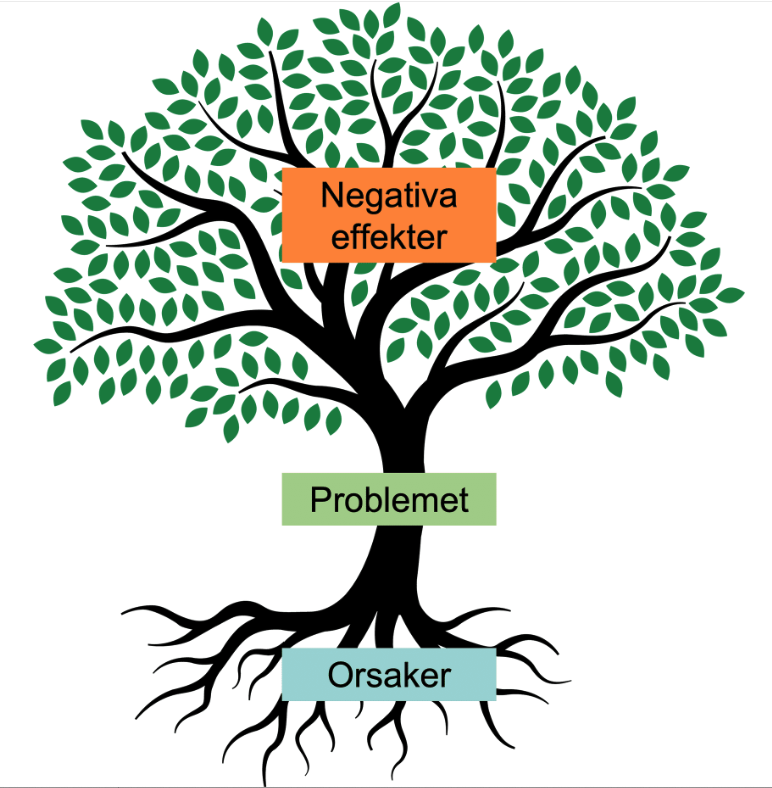 Negativa
effekter
Problemet
Orsaker